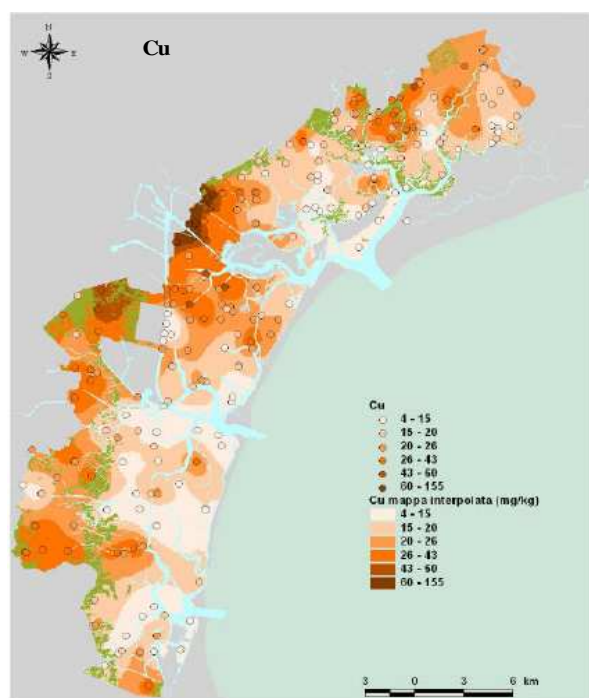 N
Cu
W E
S
Cu
4 - 15
15 - 20
20 - 26
26 - 43
43 - 60
60 - 155
Cu mappa interpolata (mg/kg)
4 - 15
15 - 20
20 - 26
26 - 43
43 - 60
60 - 155
3 0 6 km